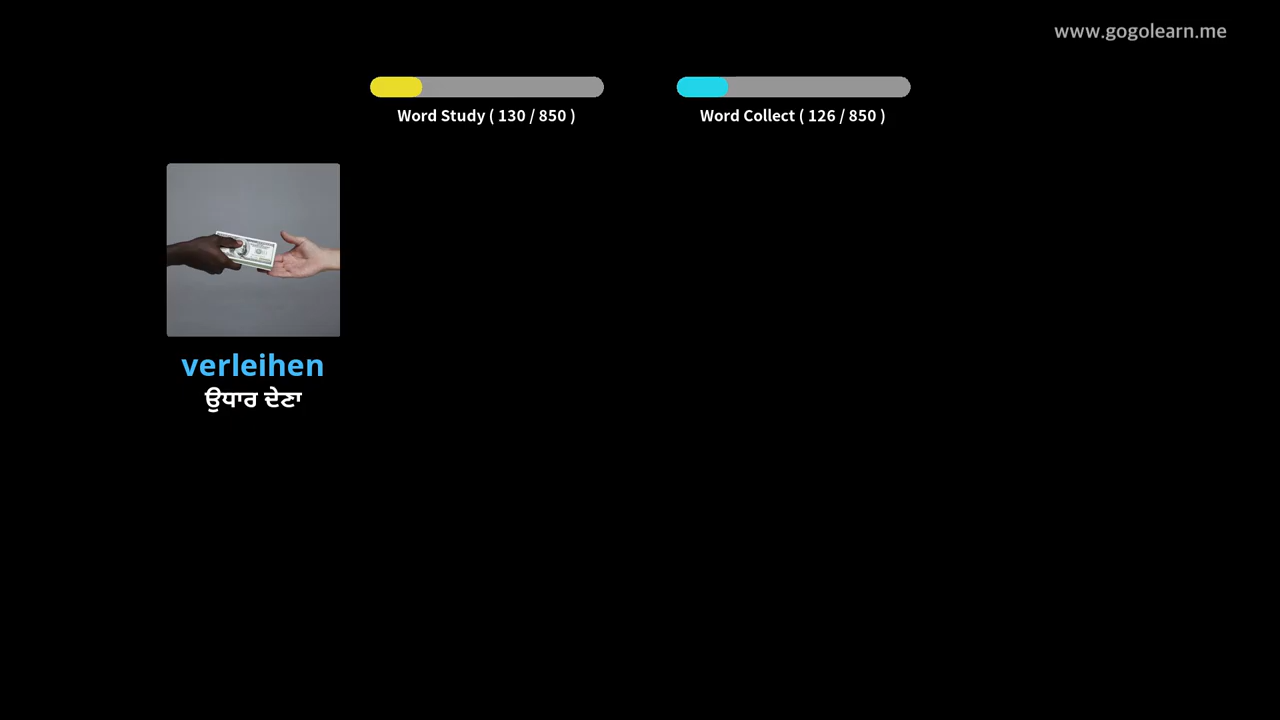 www.gogolearn.me
Word Study ( 130 / 850 )
Word Collect ( 126 / 850 )
verleihen
ਉਧਾਰ ਦੇਣਾ